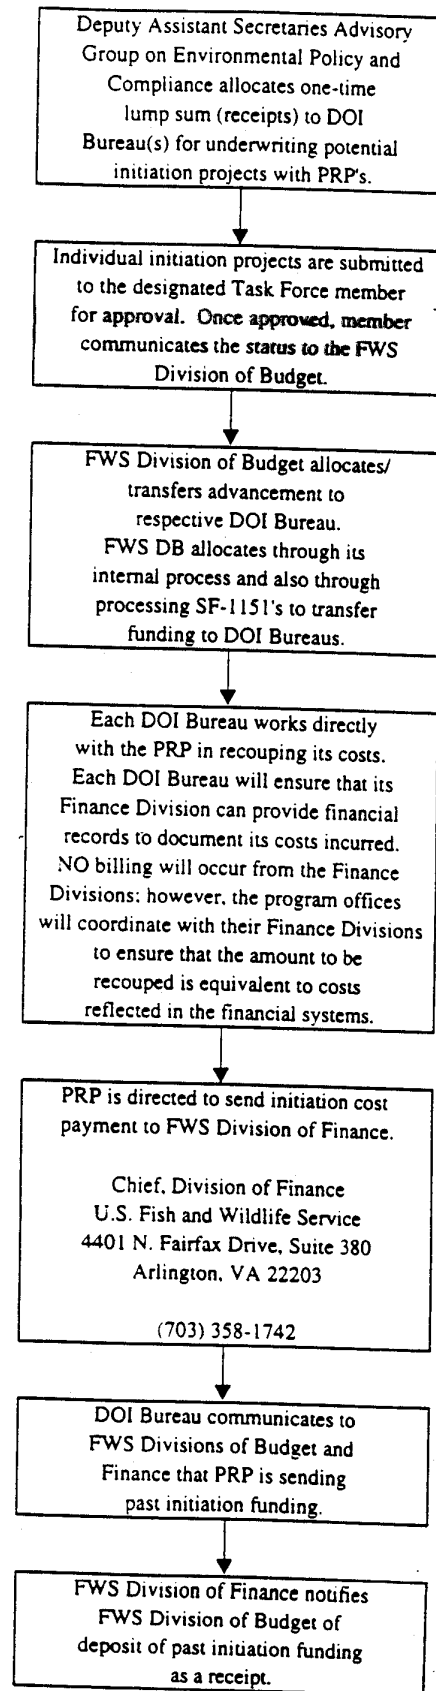 Deputy Assistant Secretaries Advisory
Group on Environmental Policy and
Compliance allocates one-time
lump sum (receipts) to DOI
Bureau(s) for underwriting potential
initiation projects with PRP's.
Individual initiation projects are submitted
to the designated Task Force member
for approval. Once approved, member
communicates the status to the FWS
Division of Budget.
FWS Division of Budget allocates/
transfers advancement to
respective DOI Bureau.
FWS DB allocates through its
internal process and also through
processing SF-1151's to transfer
funding to DOI Bureaus.
Each DOI Bureau works directly
with the PRP in recouping its costs.
Each DOI Bureau will ensure that its
Finance Division can provide financial
records to document its costs incurred.
NO billing will occur from the Finance
Divisions; however, the program offices
will coordinate with their Finance Divisions
to ensure that the amount to be
recouped is equivalent to costs
reflected in the financial systems.
PRP is directed to send initiation cost
payment to FWS Division of Finance.
Chief, Division of Finance
U.S. Fish and Wildlife Service
4401 N. Fairfax Drive, Suite 380
Arlington, VA 22203
(703) 358-1742
DOI Bureau communicates to
FWS Divisions of Budget and
Finance that PRP is sending
past initiation funding.
FWS Division of Finance notifies
FWS Division of Budget of
deposit of past initiation funding
as a receipt.